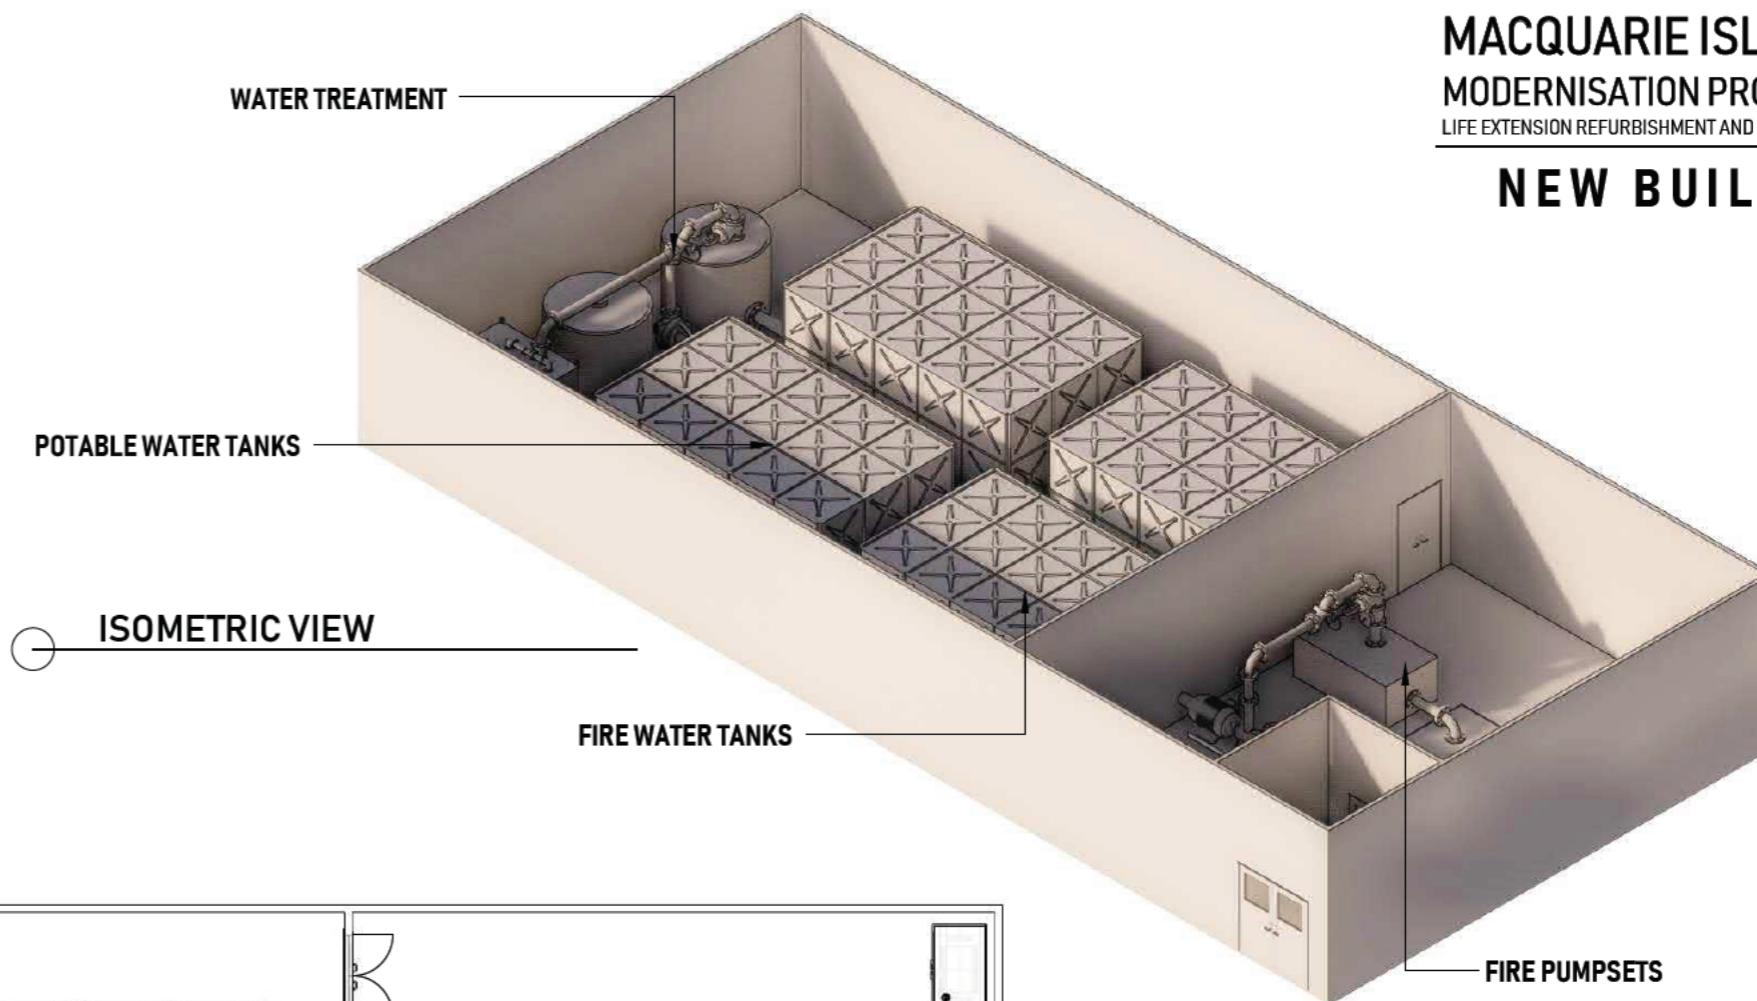 MACQUARIE ISL
MODERNISATION PRO
LIFE EXTENSION REFURBISHMENT AND
NEW BUIL
WATER TREATMENT
POTABLE WATER TANKS
ISOMETRIC VIEW
FIRE WATER TANKS
FIRE PUMPSETS